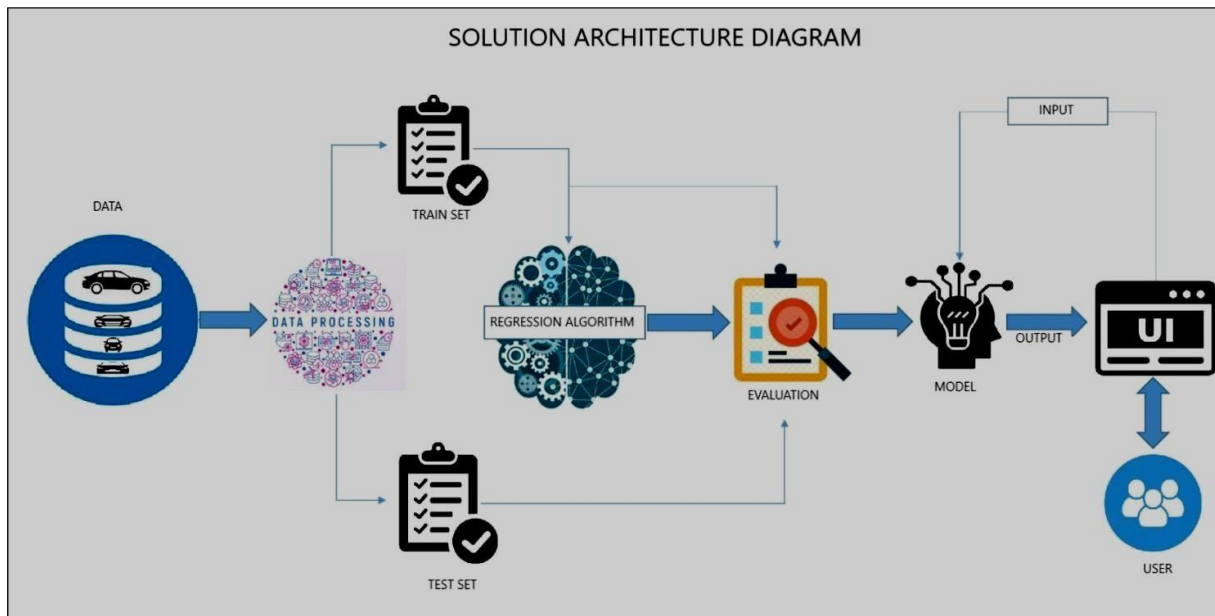 SOLUTION ARCHITECTURE DIAGRAM
INPUT
TRAIN SET
DATA
DATA PROCESSING
REGRESSION ALGORITHM
UI
OUTPUT
MODEL
EVALUATION
TEST SET
USER